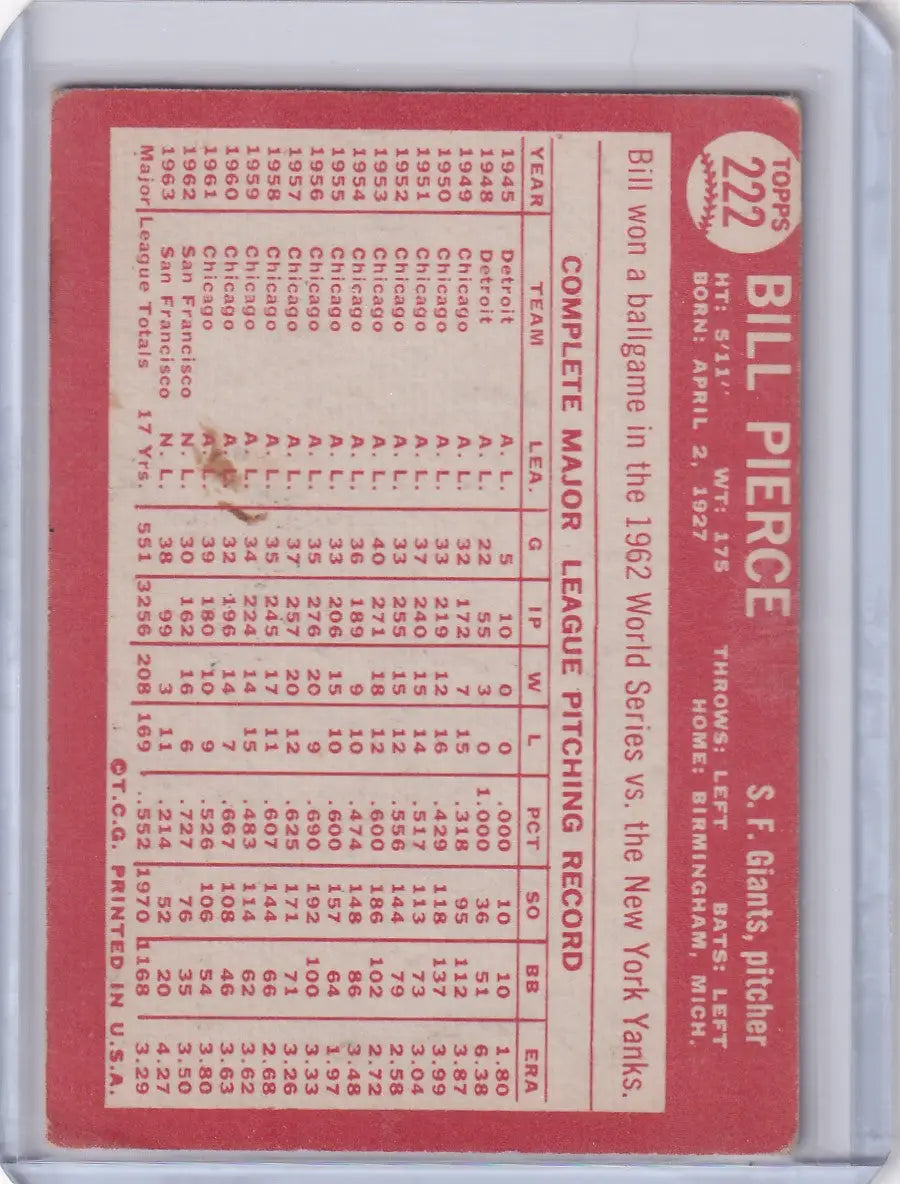 TOPPS
222
BILL PIERCE
S. F. Giants, pitcher
HT: 5'11' WT: 175 THROWS: LEFT BATS: LEFT
BORN: APRIL 2, 1927 HOME: BIRMINGHAM, MICH.
Bill won a ballgame in the 1962 World Series vs. the New York Yanks.
COMPLETE MAJOR LEAGUE PITCHING RECORD
YEAR TEAM LEA. G IP W L PCT SO BB ERA
1945 Detroit A. L. 5 10 0 0 .000 10 10 1.80
1948 Detroit A. L. 22 55 3 0 1.000 36 51 6.38
1949 Chicago A. L. 32 172 7 15 .318 95 112 3.87
1950 Chicago A. L. 33 219 12 16 .429 118 137 3.99
1951 Chicago A. L. 37 240 15 14 .517 113 73 3.04
1952 Chicago A. L. 33 255 15 12 .556 144 79 2.58
1953 Chicago A. L. 40 271 18 12 .600 186 102 2.72
1954 Chicago A. L. 36 189 9 10 .474 148 86 3.48
1955 Chicago A. L. 33 206 15 10 .600 157 64 1.97
1956 Chicago A. L. 35 276 20 9 .690 192 100 3.33
1957 Chicago A. L. 37 257 20 12 .625 171 71 3.26
1958 Chicago A. L. 35 245 17 11 .607 144 66 2.68
1959 Chicago A. L. 34 224 14 15 .483 114 62 3.62
1960 Chicago A. L. 32 196 14 7 .667 108 46 3.63
1961 Chicago A. L. 39 180 10 9 .526 106 54 3.80
1962 San Francisco N. L. 30 162 16 6 .727 76 35 3.50
1963 San Francisco N. L. 38 99 3 11 .214 52 20 4.27
Major League Totals 17 Yrs. 551 3256 208 169 .552 1970 1168 3.29
©T.C.G. PRINTED IN U.S.A.